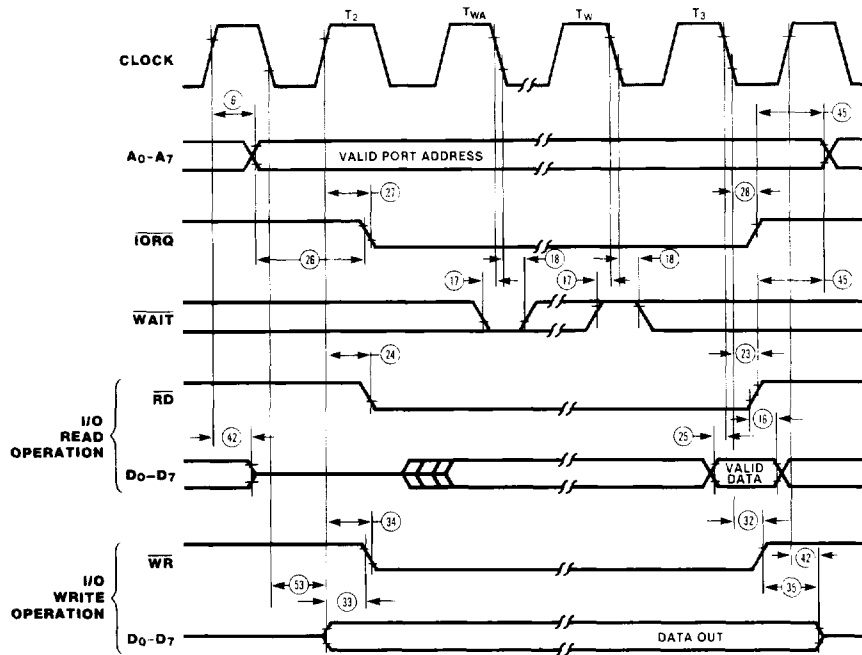 T2 TWA TW T3
CLOCK
6 45
A0-A7 VALID PORT ADDRESS
27 28
IORQ
26 18 18
17 17 45
WAIT
24 23
RD
I/O
READ
OPERATION
42 25 16
D0-D7 VALID
DATA
34 32
WR
42
I/O
WRITE
OPERATION
53 33 35
D0-D7 DATA OUT